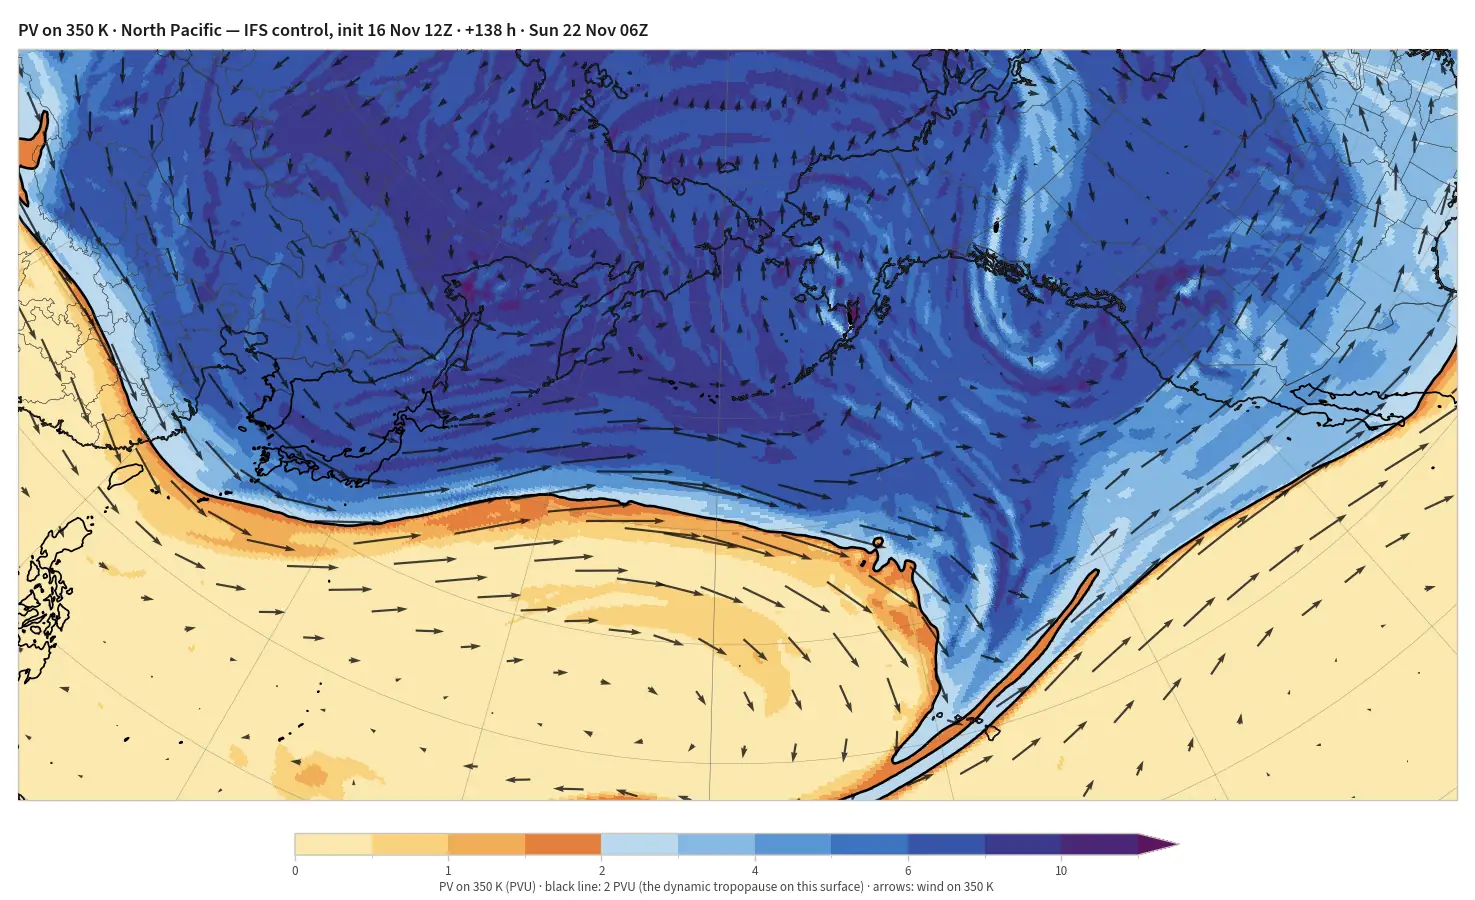 PV on 350 K · North Pacific — IFS control, init 16 Nov 12Z · +138 h · Sun 22 Nov 06Z
0 1 2 4 6 10
PV on 350 K (PVU) · black line: 2 PVU (the dynamic tropopause on this surface) · arrows: wind on 350 K